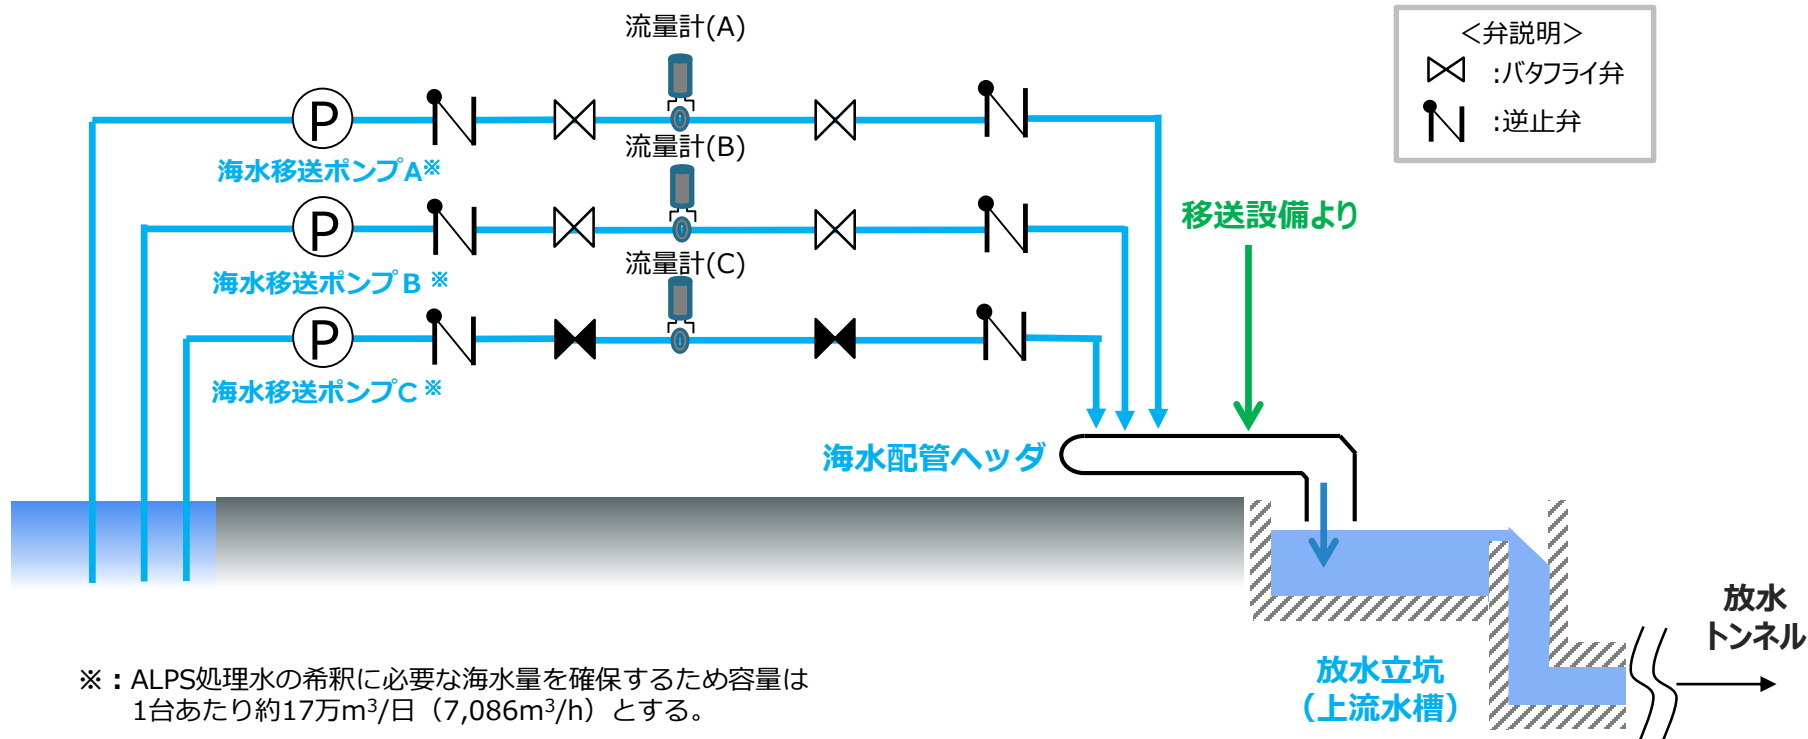 流量計(A)
P
海水移送ポンプA※
流量計(B)
P
海水移送ポンプB ※
流量計(C)
P
海水移送ポンプC ※
＜弁説明＞
:バタフライ弁
:逆止弁
移送設備より
海水配管ヘッダ
放水立坑
（上流水槽）
放水
トンネル
※：ALPS処理水の希釈に必要な海水量を確保するため容量は
1台あたり約17万m³/日（7,086m³/h）とする。